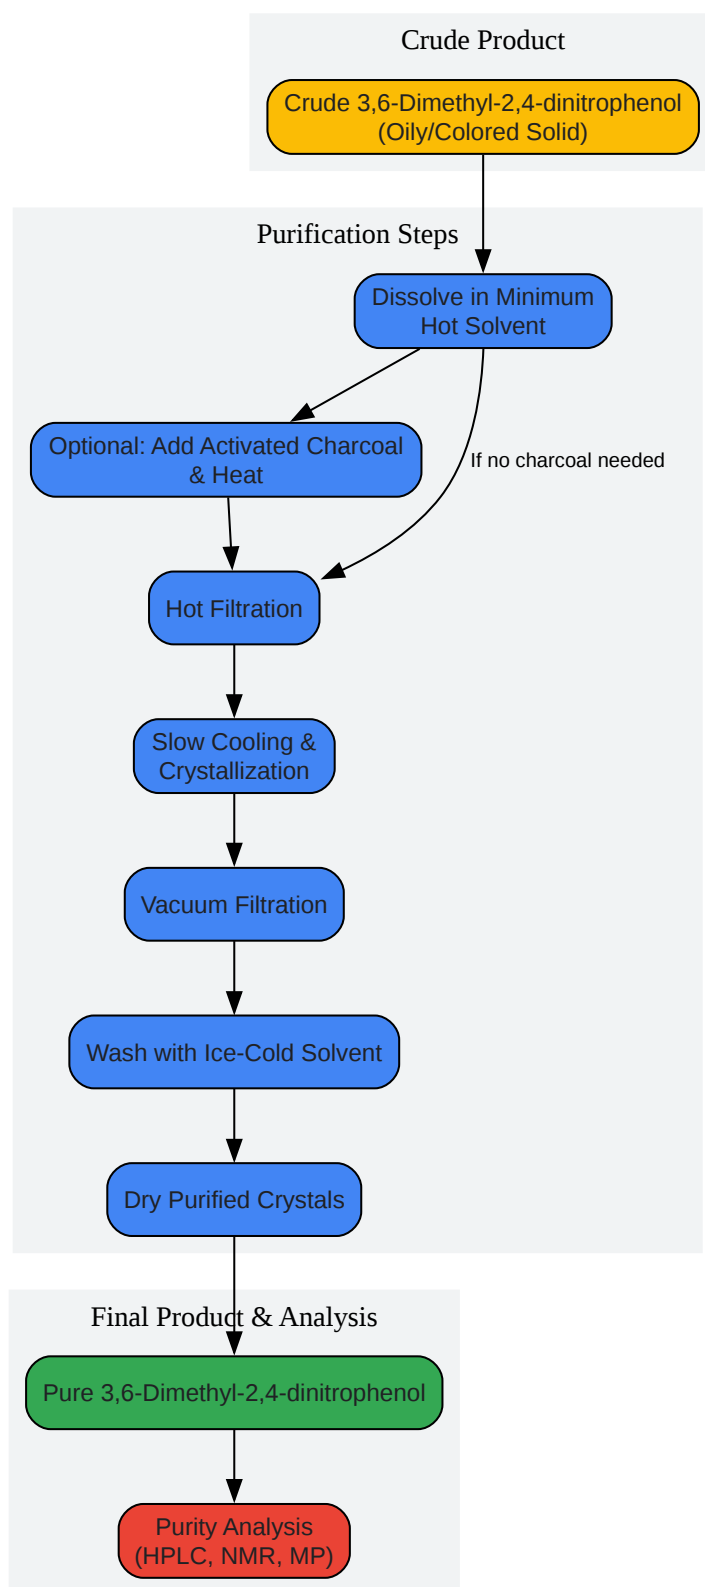 Crude Product
Crude 3,6-Dimethyl-2,4-dinitrophenol
(Oily/Colored Solid)
Purification Steps
Dissolve in Minimum
Hot Solvent
Optional: Add Activated Charcoal
& Heat
If no charcoal needed
Hot Filtration
Slow Cooling &
Crystallization
Vacuum Filtration
Wash with Ice-Cold Solvent
Dry Purified Crystals
Final Product & Analysis
Pure 3,6-Dimethyl-2,4-dinitrophenol
Purity Analysis
(HPLC, NMR, MP)